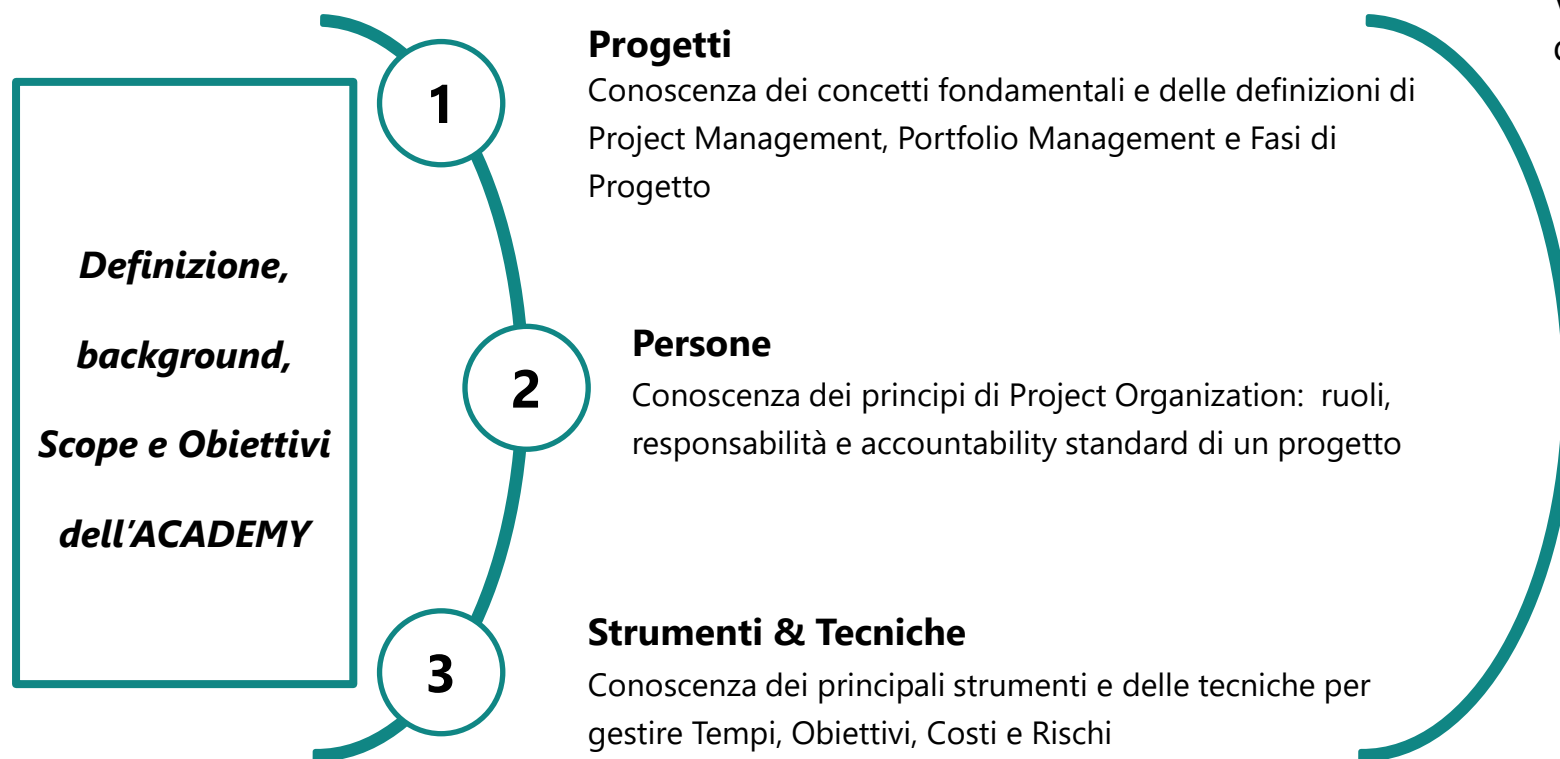 Definizione,
background,
Scope e Obiettivi
dell'ACADEMY
1
Progetti
Conoscenza dei concetti fondamentali e delle definizioni di
Project Management, Portfolio Management e Fasi di
Progetto
2
Persone
Conoscenza dei principi di Project Organization:  ruoli,
responsabilità e accountability standard di un progetto
3
Strumenti & Tecniche
Conoscenza dei principali strumenti e delle tecniche per
gestire Tempi, Obiettivi, Costi e Rischi